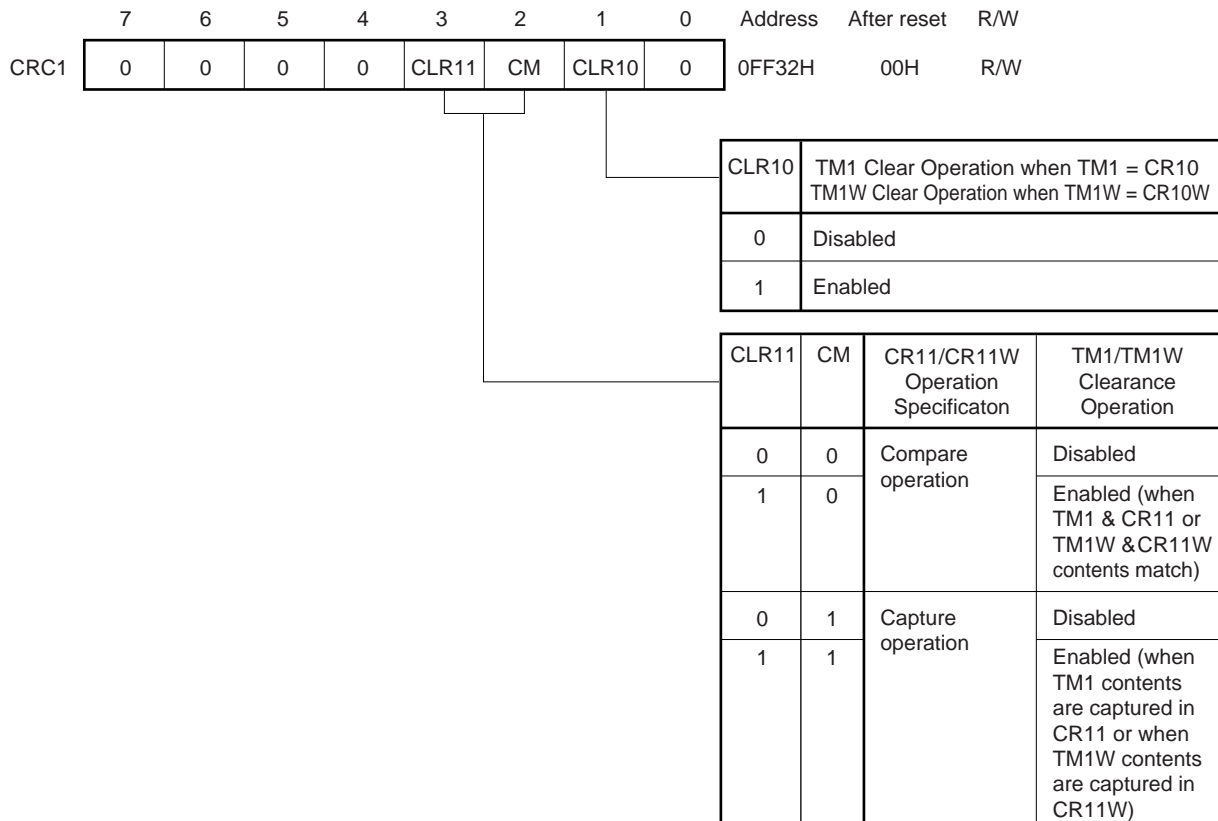 7 6 5 4 3 2 1 0 Address After reset R/W
CRC1 0 0 0 0 CLR11 CM CLR10 0 0FF32H 00H R/W
CLR10 TM1 Clear Operation when TM1 = CR10
TM1W Clear Operation when TM1W = CR10W
0 Disabled
1 Enabled
CLR11 CM CR11/CR11W TM1/TM1W
Operation Clearance
Specificaton Operation
0 0 Compare Disabled
operation
1 0 Enabled (when
TM1 & CR11 or
TM1W &CR11W
contents match)
0 1 Capture Disabled
operation
1 1 Enabled (when
TM1 contents
are captured in
CR11 or when
TM1W contents
are captured in
CR11W)